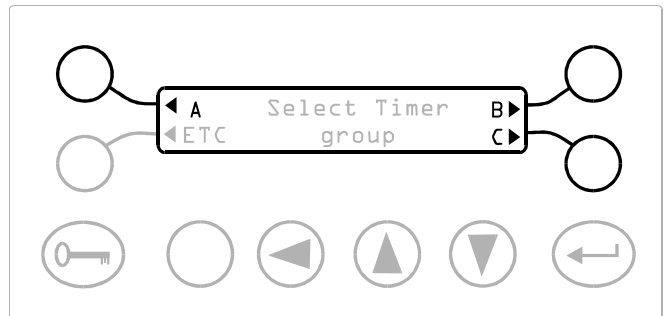 ◀ A Select Timer B ▶
◀ ETC group C ▶